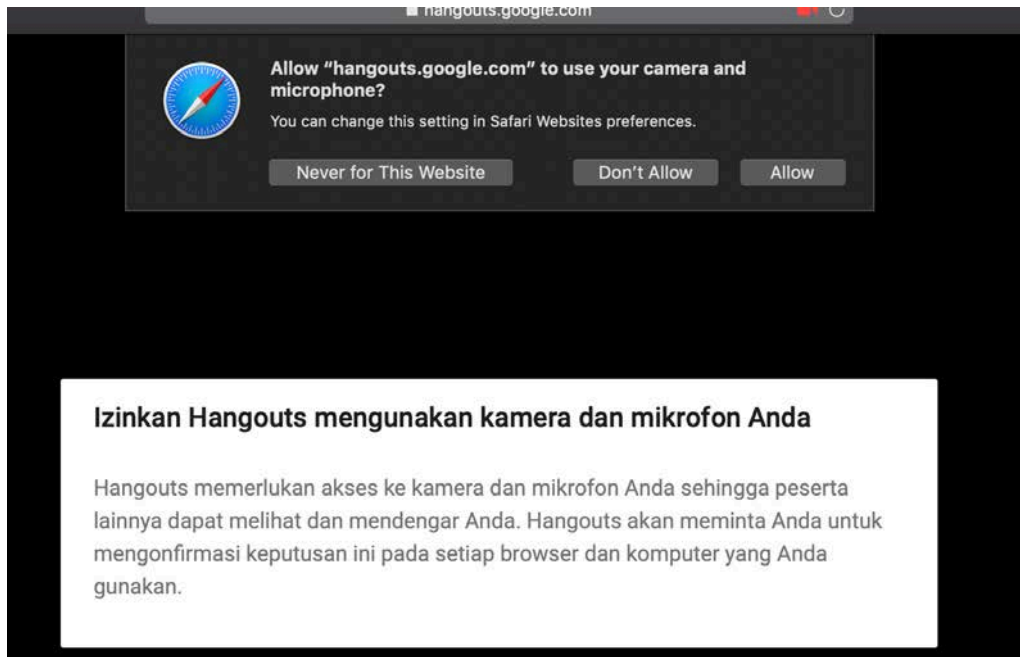 hangouts.google.com
Allow “hangouts.google.com” to use your camera and
microphone?
You can change this setting in Safari Websites preferences.
Never for This Website
Don’t Allow
Allow
Izinkan Hangouts mengunakan kamera dan mikrofon Anda
Hangouts memerlukan akses ke kamera dan mikrofon Anda sehingga peserta
lainnya dapat melihat dan mendengar Anda. Hangouts akan meminta Anda untuk
mengonfirmasi keputusan ini pada setiap browser dan komputer yang Anda
gunakan.